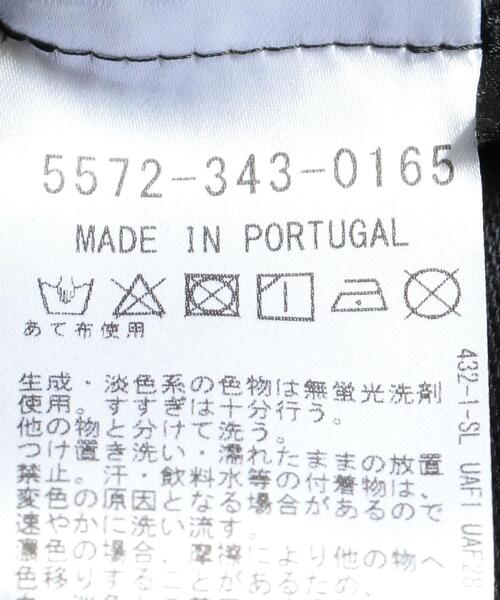 5572-343-0165
MADE IN PORTUGAL
あて布使用
生成・淡色系の色物は無蛍光洗剤
使用。すすぎは十分行う。
他の物と分けて洗う。
つけ置き洗い・濡れたままの放置
禁止。汗・飲料水等の付着物は、
変色の原因となる場合があるので
速やかに洗い流す。
濃色の場合、摩擦により他の物へ
432-1-SL UAF1 UAF28